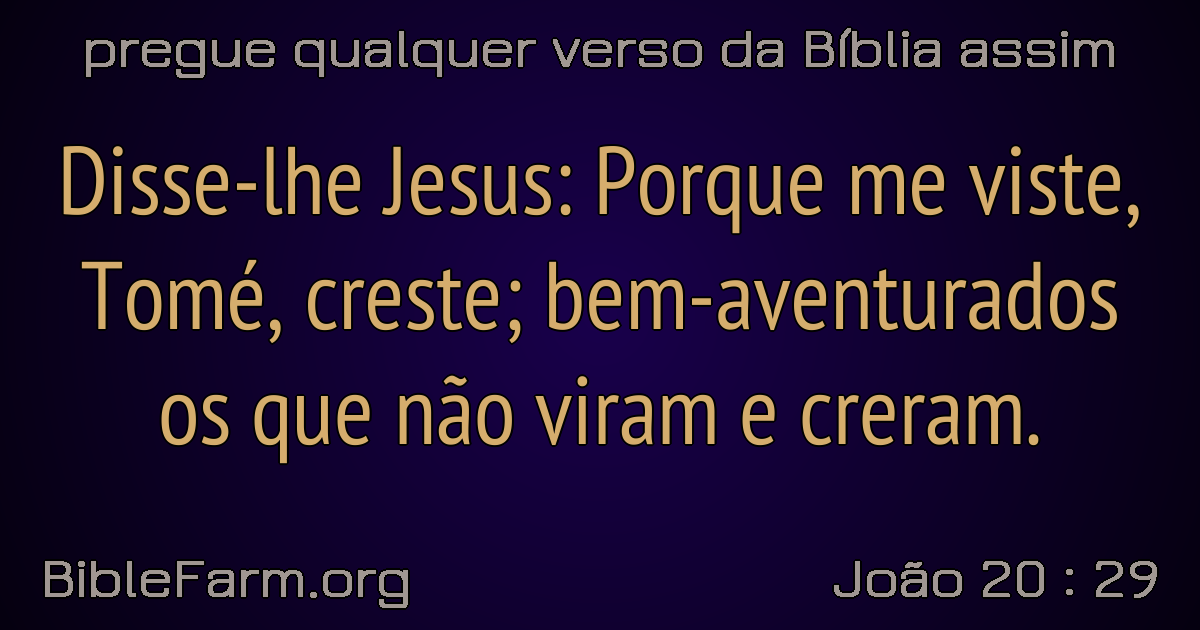 pregue qualquer verso da Bíblia assim
Disse-lhe Jesus: Porque me viste,
Tomé, creste; bem-aventurados
os que não viram e creram.
BibleFarm.org
João 20 : 29